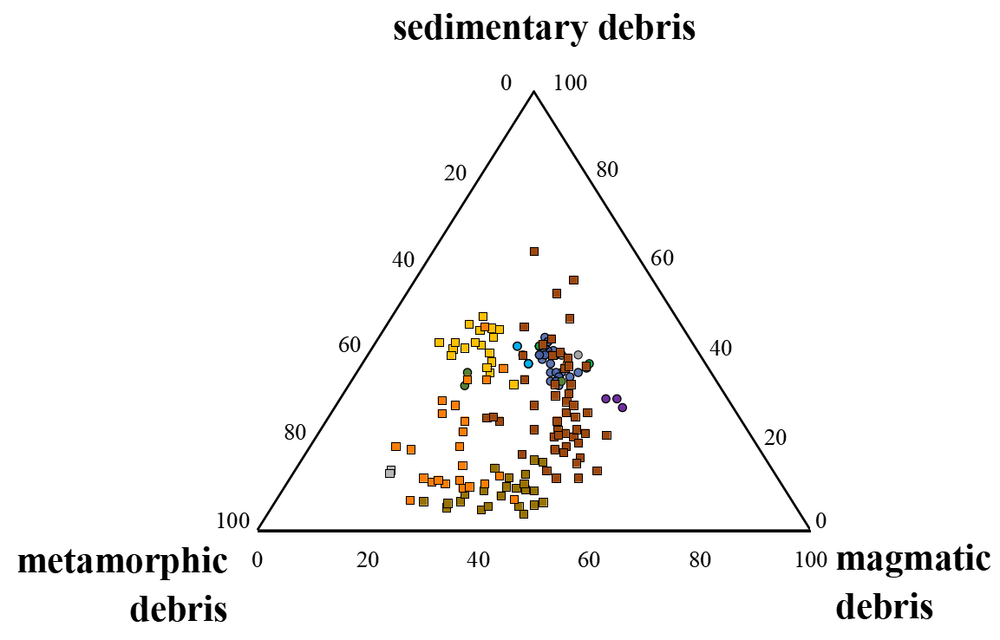 sedimentary debris
0 100
20 80
40 60
60 40
80 20
100 0
0 20 40 60 80 100
metamorphic
debris
magmatic
debris